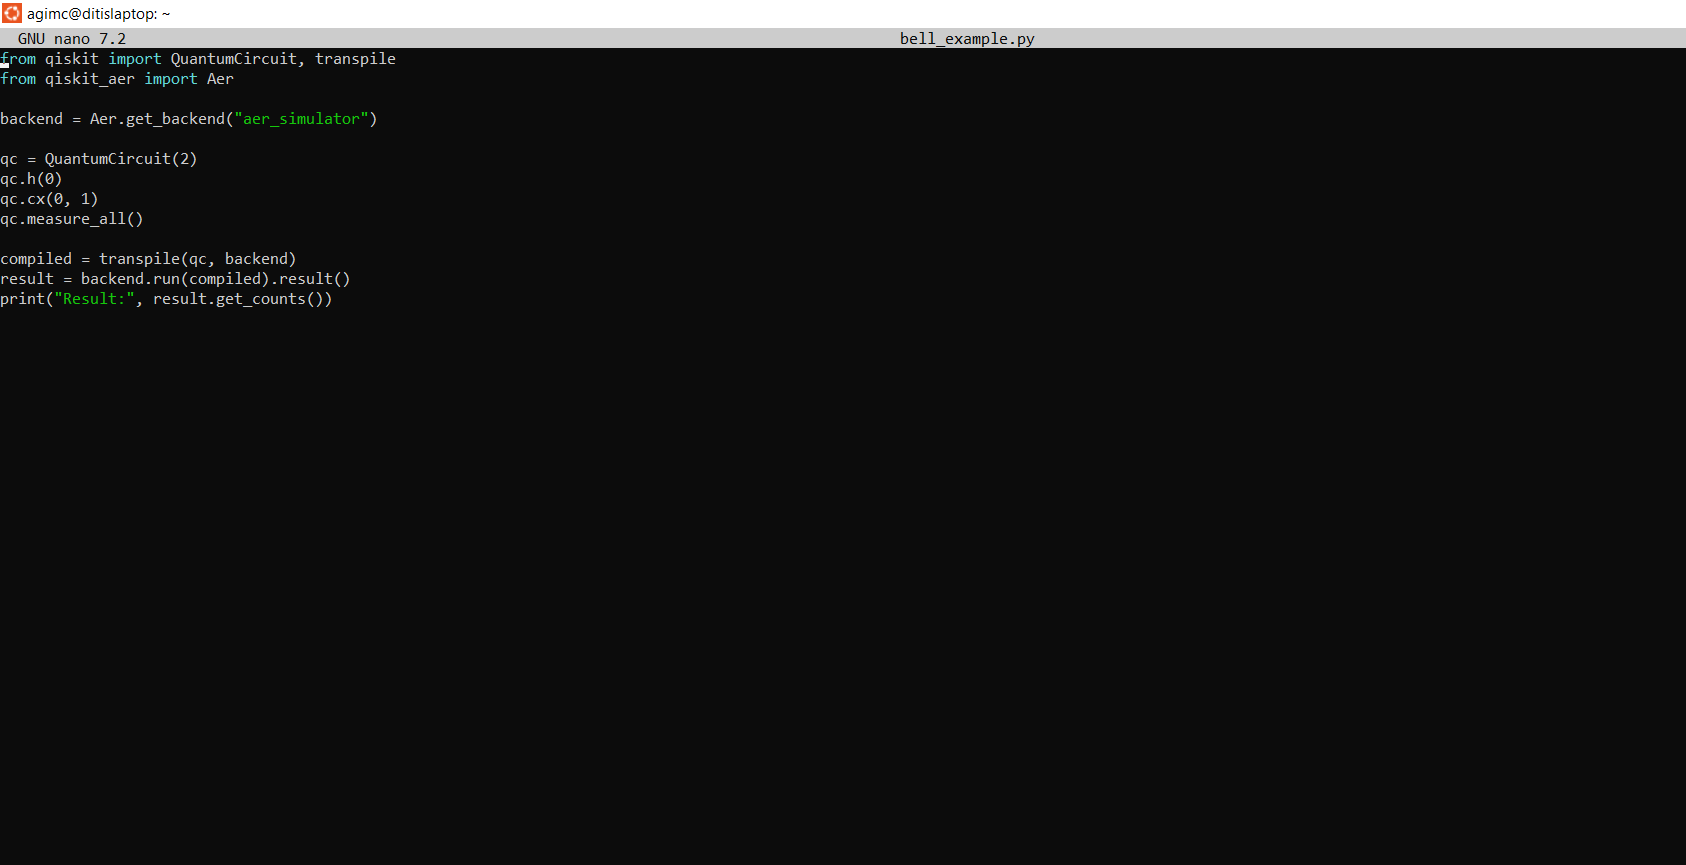 agimc@ditislaptop: ~
GNU nano 7.2 bell_example.py
from qiskit import QuantumCircuit, transpile
from qiskit_aer import Aer
backend = Aer.get_backend("aer_simulator")
qc = QuantumCircuit(2)
qc.h(0)
qc.cx(0, 1)
qc.measure_all()
compiled = transpile(qc, backend)
result = backend.run(compiled).result()
print("Result:", result.get_counts())